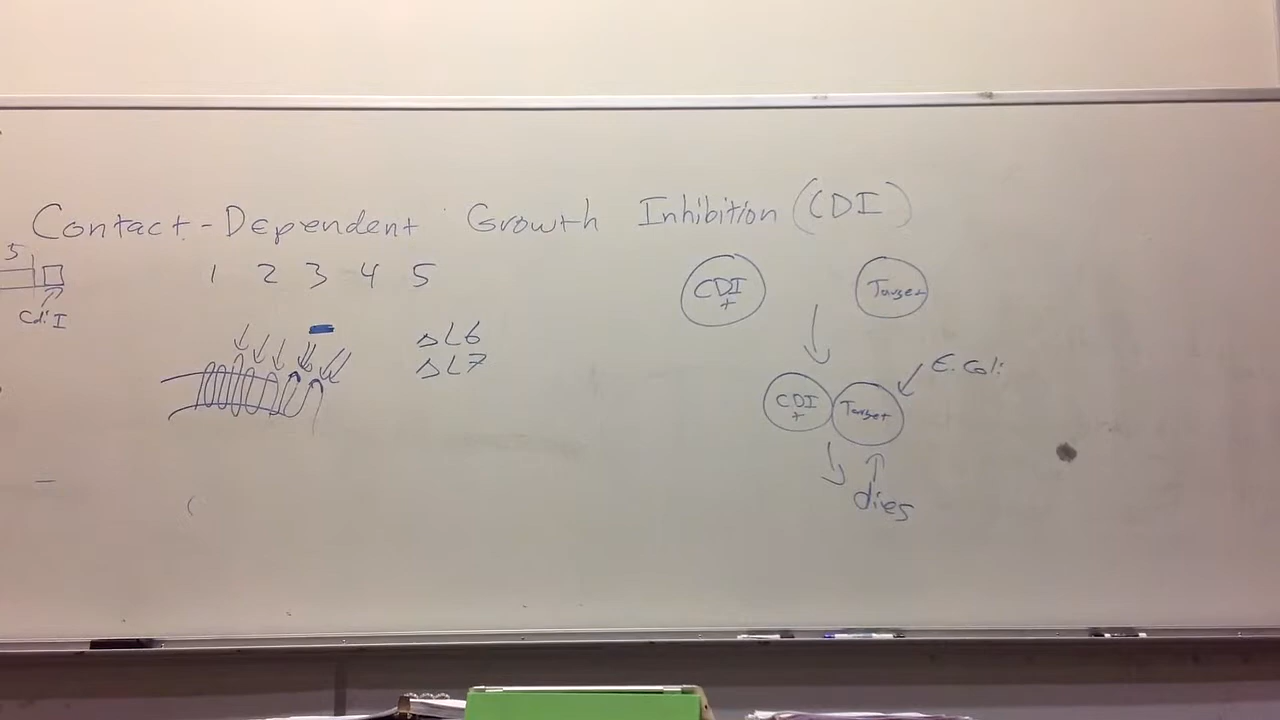 Contact-Dependent Growth Inhibition (CDI)
5
1 2 3 4 5
CdiI
CDI
+
Target
ΔL6
ΔL7
E. Coli
CDI
+
Target
dies